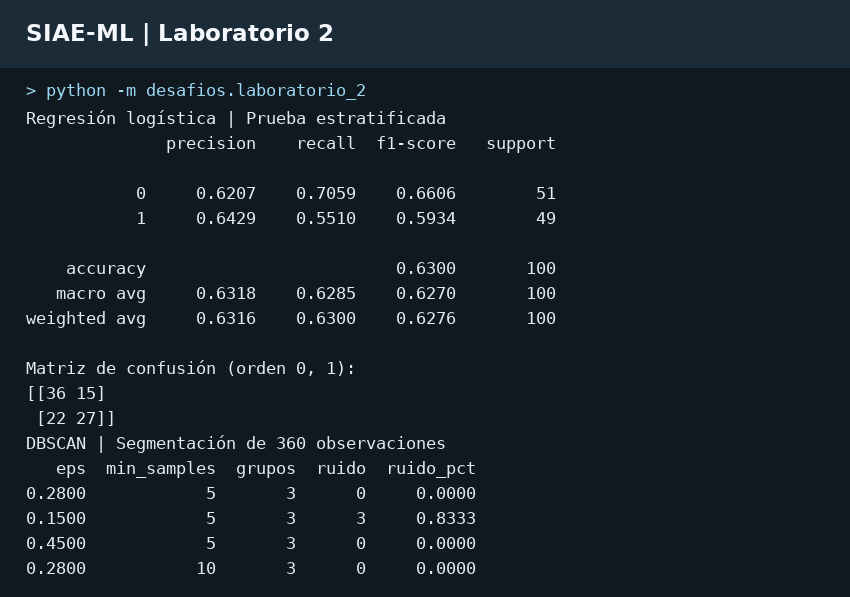 SIAE-ML | Laboratorio 2
> python -m desafios.laboratorio_2
Regresión logística | Prueba estratificada
              precision    recall  f1-score   support

           0     0.6207    0.7059    0.6606        51
           1     0.6429    0.5510    0.5934        49

    accuracy                         0.6300       100
   macro avg     0.6318    0.6285    0.6270       100
weighted avg     0.6316    0.6300    0.6276       100

Matriz de confusión (orden 0, 1):
[[36 15]
 [22 27]]
DBSCAN | Segmentación de 360 observaciones
   eps  min_samples  grupos  ruido  ruido_pct
0.2800            5       3      0     0.0000
0.1500            5       3      3     0.8333
0.4500            5       3      0     0.0000
0.2800           10       3      0     0.0000